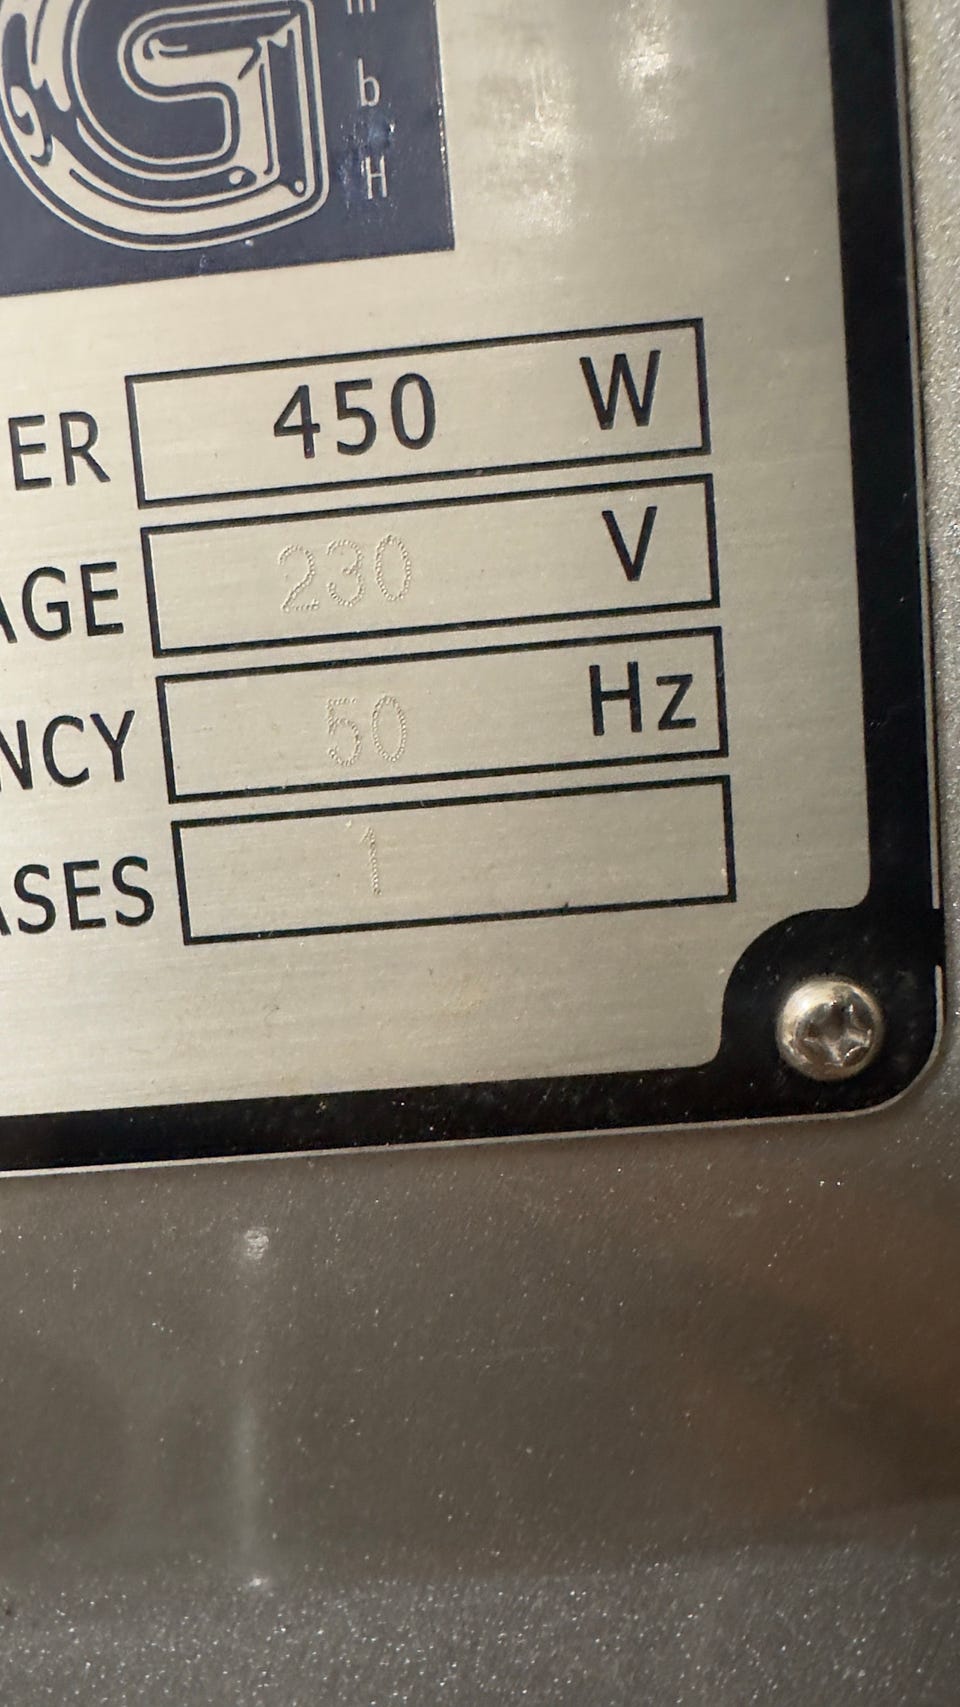 G
m
b
H
ER 450 W
AGE 230 V
NCY 50 Hz
ASES 1